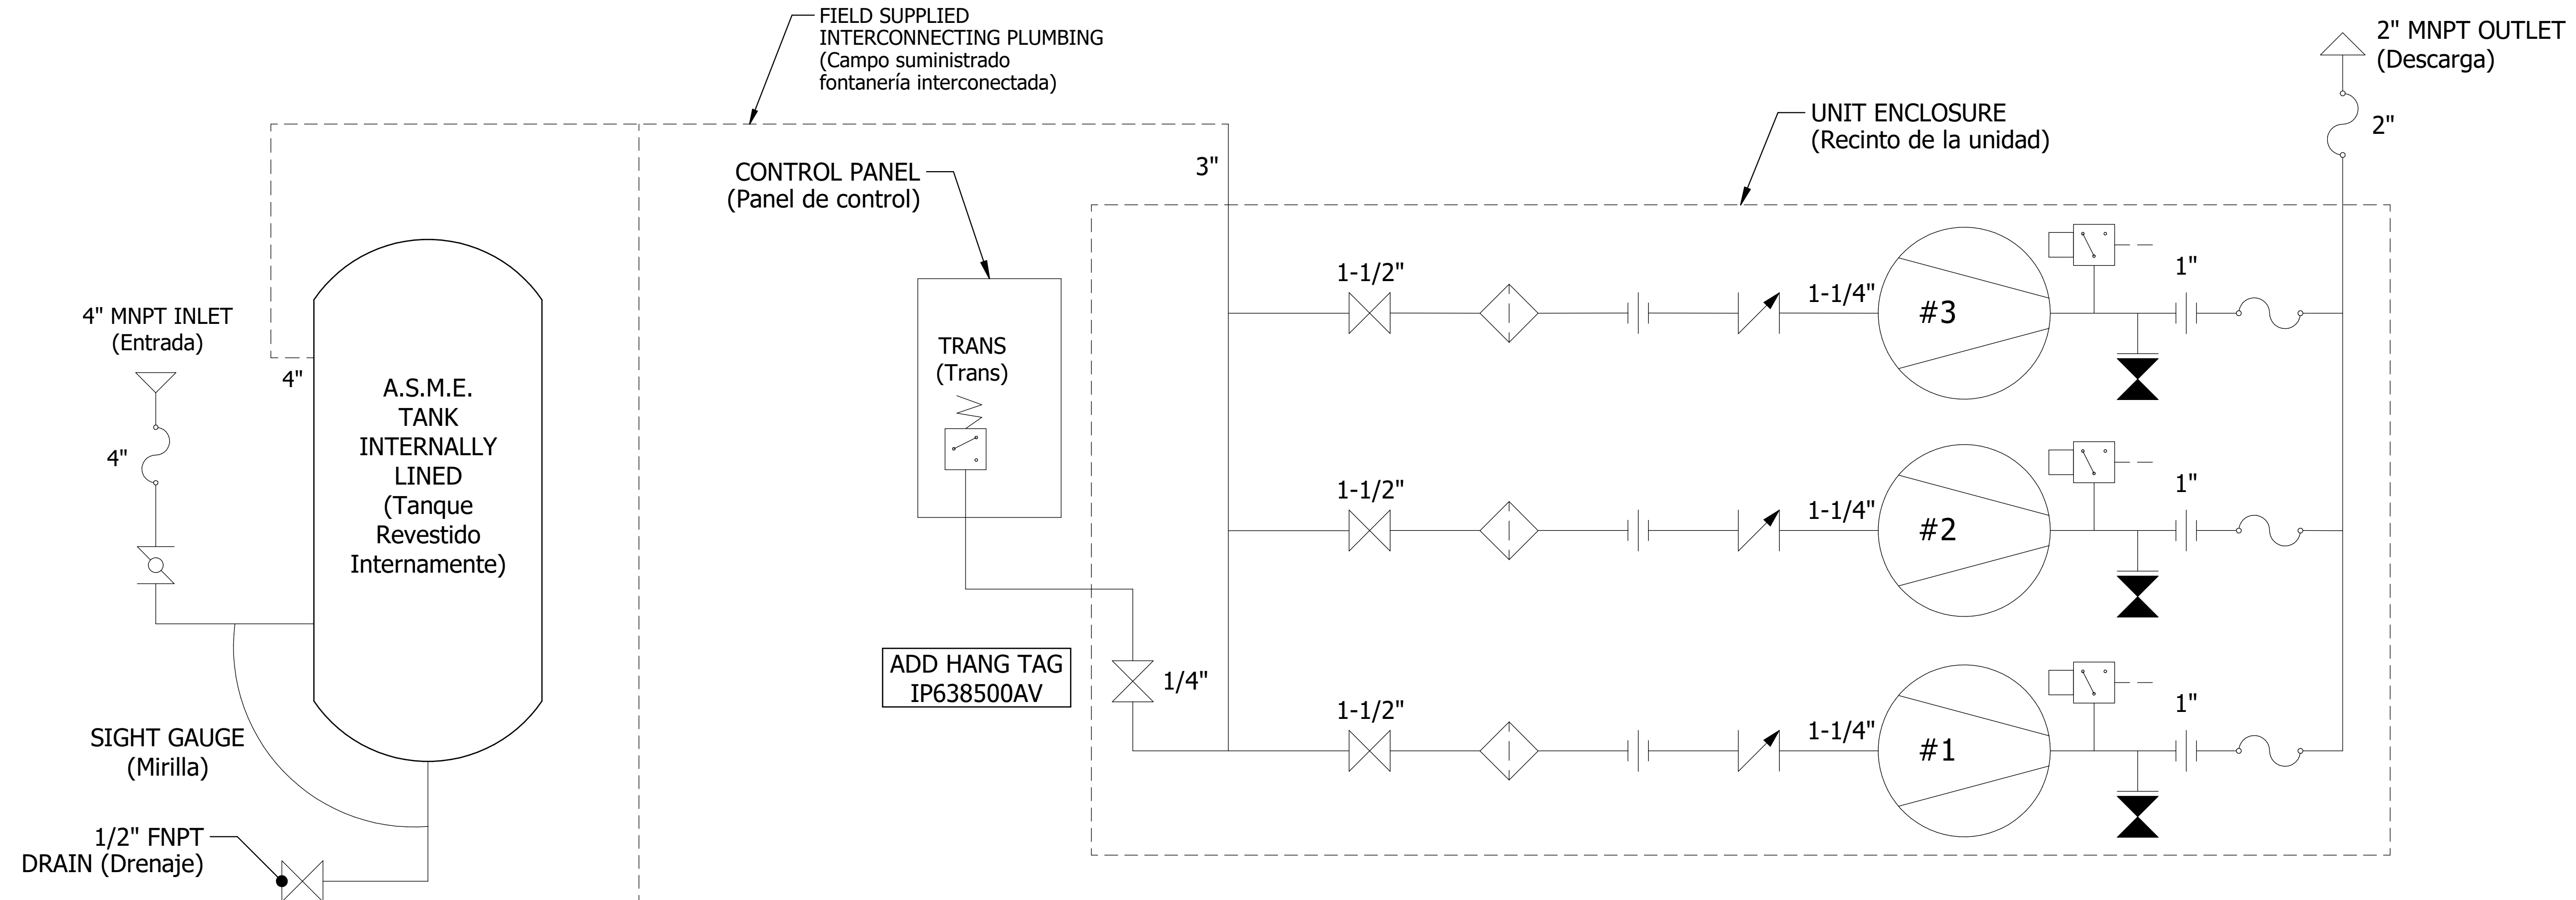 FIELD SUPPLIED
INTERCONNECTING PLUMBING
(Campo suministrado
fontanería interconectada)
2" MNPT OUTLET
(Descarga)
2"
UNIT ENCLOSURE
(Recinto de la unidad)
3"
CONTROL PANEL
(Panel de control)
4" MNPT INLET
(Entrada)
4"
4"
A.S.M.E.
TANK
INTERNALLY
LINED
(Tanque
Revestido
Internamente)
TRANS
(Trans)
1-1/2"
1-1/4"
#3
1"
1-1/2"
1-1/4"
#2
1"
ADD HANG TAG
IP638500AV
1/4"
1-1/2"
1-1/4"
#1
1"
SIGHT GAUGE
(Mirilla)
1/2" FNPT
DRAIN (Drenaje)